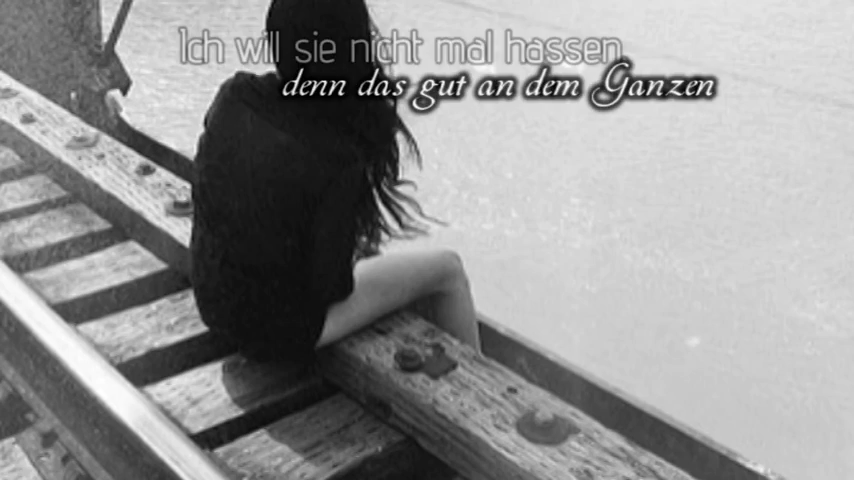 Ich will sie nicht mal hassen
denn das gut an dem Ganzen